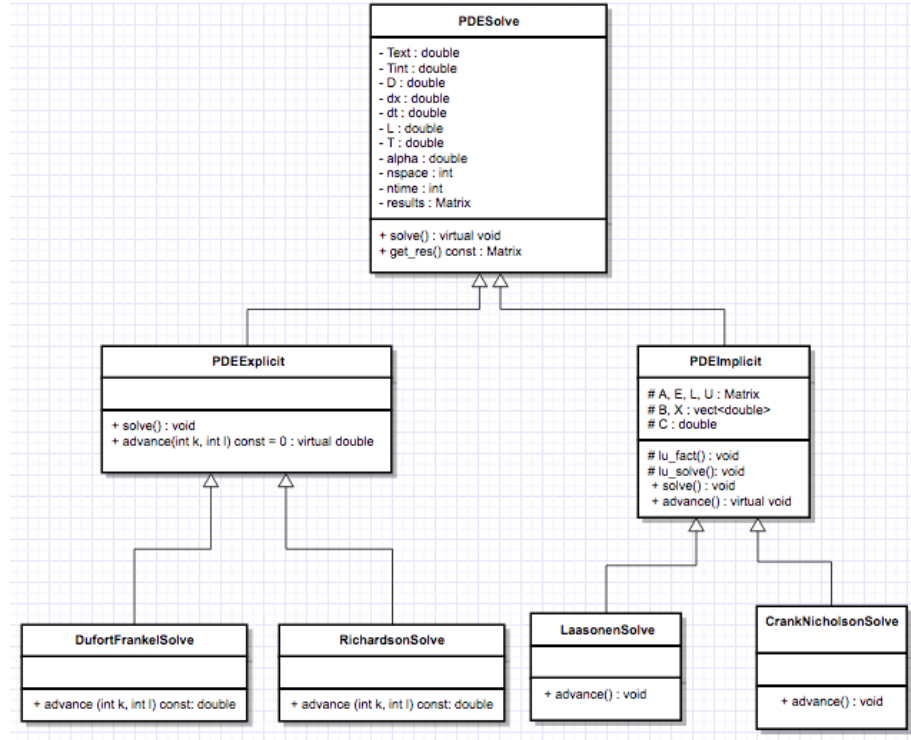 PDESolve
- Text : double
- Tint : double
- D : double
- dx : double
- dt : double
- L : double
- T : double
- alpha : double
- nspace : int
- ntime : int
- results : Matrix
+ solve() : virtual void
+ get_res() const : Matrix
PDEExplicit
+ solve() : void
+ advance(int k, int l) const = 0 : virtual double
PDEImplicit
# A, E, L, U : Matrix
# B, X : vect<double>
# C : double
# lu_fact() : void
# lu_solve(): void
+ solve() : void
+ advance() : virtual void
DufortFrankelSolve
+ advance (int k, int l) const: double
RichardsonSolve
+ advance (int k, int l) const: double
LaasonenSolve
+ advance() : void
CrankNicholsonSolve
+ advance() : void